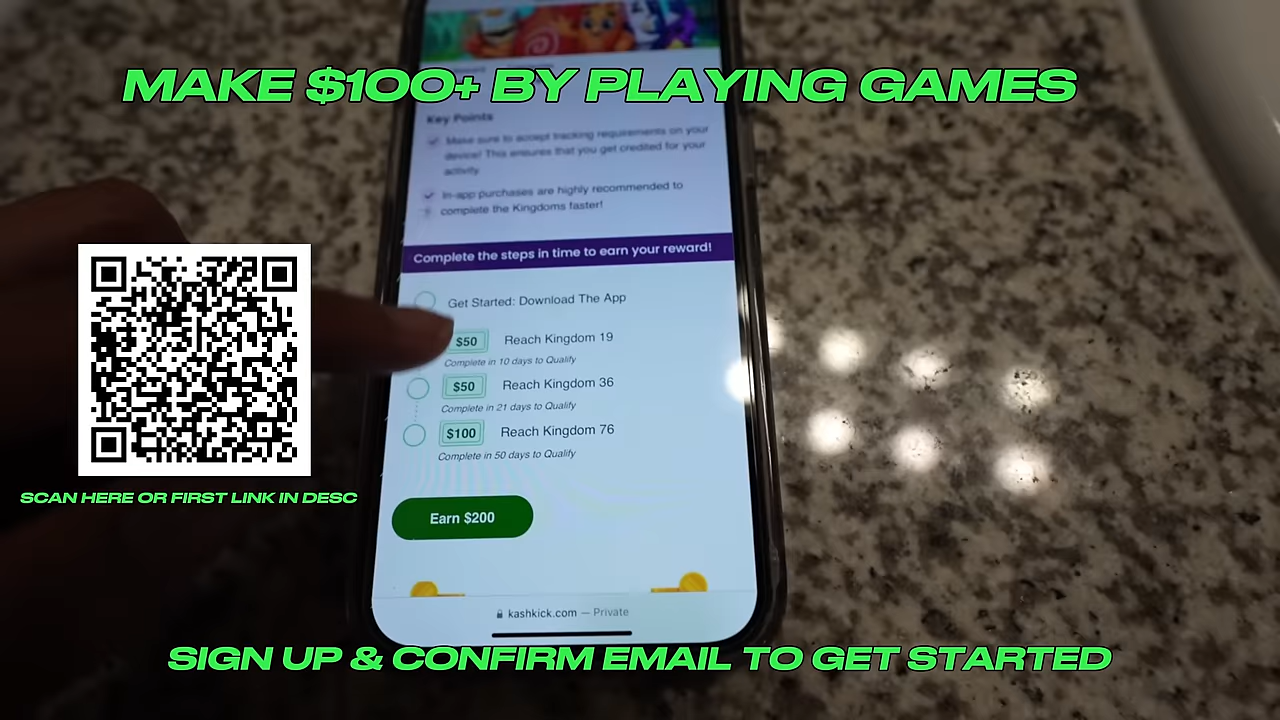 MAKE $100+ BY PLAYING GAMES
Key Points
Make sure to accept tracking requirements on your
device! This ensures that you get credited for your
activity
In-app purchases are highly recommended to
complete the Kingdoms faster!
Complete the steps in time to earn your reward!
Get Started: Download The App
$50 Reach Kingdom 19
Complete in 10 days to Qualify
$50 Reach Kingdom 36
Complete in 21 days to Qualify
$100 Reach Kingdom 76
Complete in 50 days to Qualify
Earn $200
kashkick.com — Private
SCAN HERE OR FIRST LINK IN DESC
SIGN UP & CONFIRM EMAIL TO GET STARTED